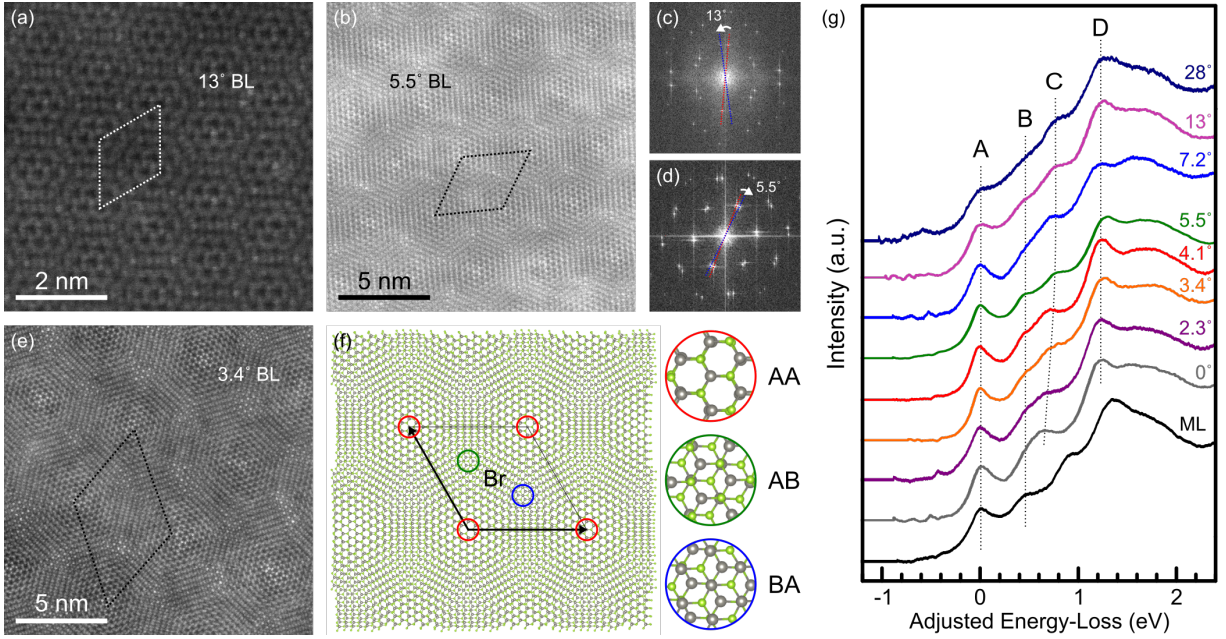 (a)
13° BL
2 nm
(b)
5.5° BL
5 nm
(c)
13°
(d)
5.5°
(e)
3.4° BL
5 nm
(f)
Br
AA
AB
BA
(g)
A
B
C
D
28°
13°
7.2°
5.5°
4.1°
3.4°
2.3°
0°
ML
Intensity (a.u.)
-1 0 1 2
Adjusted Energy-Loss (eV)